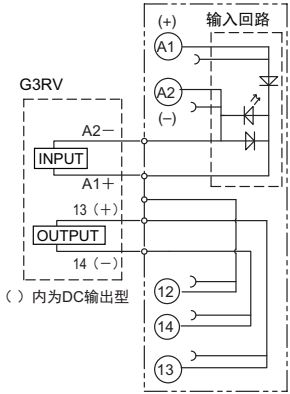 (+)
输入回路
A1
A2
(−)
G3RV
A2−
INPUT
A1+
13（+）
OUTPUT
14（−）
（ ）内为DC输出型
12
14
13